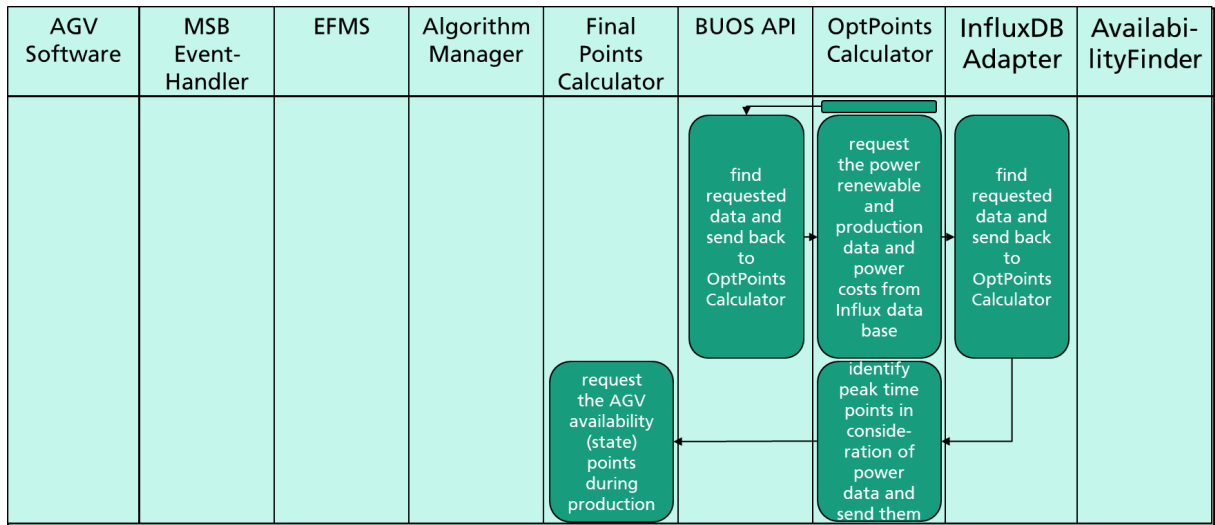 AGV
Software
MSB
Event-
Handler
EFMS
Algorithm
Manager
Final
Points
Calculator
BUOS API
OptPoints
Calculator
InfluxDB
Adapter
Availabi-
lityFinder
find
requested
data and
send back
to
OptPoints
Calculator
request
the power
renewable
and
production
data and
power
costs from
Influx data
base
find
requested
data and
send back
to
OptPoints
Calculator
request
the AGV
availability
(state)
points
during
production
identify
peak time
points in
conside-
ration of
power
data and
send them